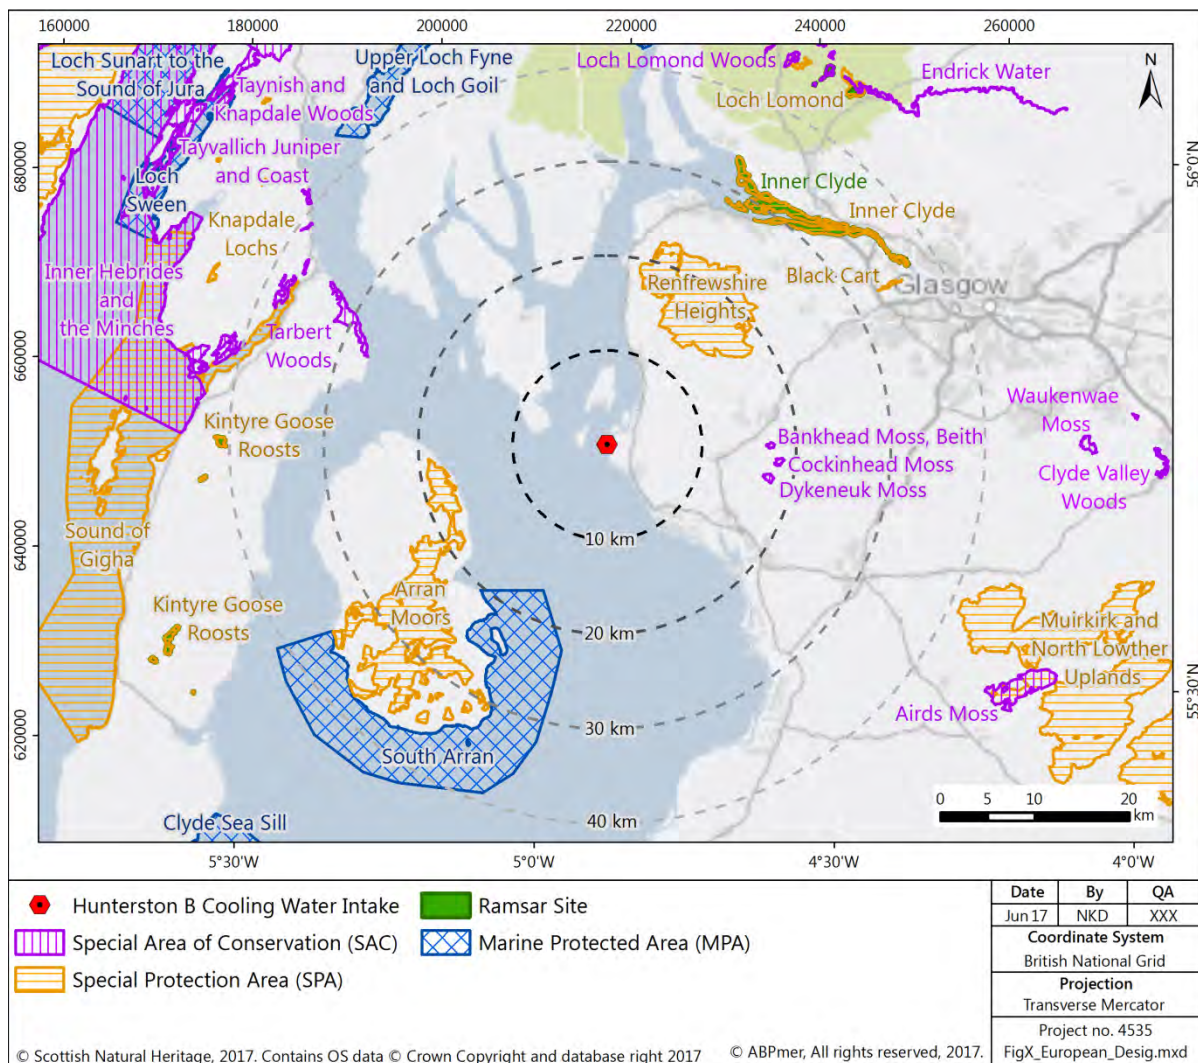 160000
180000
200000
220000
240000
260000
Loch Sunart to the
Sound of Jura
Upper Loch Fyne
and Loch Goil
Loch Lomond Woods
Endrick Water
N
Taynish and
Knapdale Woods
Loch Lomond
Tayvallich Juniper
and Coast
Loch
Sween
680000
56°0'N
Inner Clyde
Inner Clyde
Knapdale
Lochs
Inner Hebrides
and
the Minches
Renffrewshire
Heights
Black Cart
Glasgow
Tarbert
Woods
660000
Waukenwae
Moss
Kintyre Goose
Roosts
Bankhead Moss, Beith
Cockinhead Moss
Dykeneuk Moss
Clyde Valley
Woods
Sound of
Gigha
640000
10 km
Arran
Moors
Kintyre Goose
Roosts
20 km
Muirkirk and
North Lowther
Uplands
55°30'N
Airds Moss
620000
30 km
South Arran
0 5 10 20
km
Clyde Sea Sill
40 km
5°30'W
5°0'W
4°30'W
4°0'W
Hunterston B Cooling Water Intake
Ramsar Site
Special Area of Conservation (SAC)
Marine Protected Area (MPA)
Special Protection Area (SPA)
Date By QA
Jun 17 NKD XXX
Coordinate System
British National Grid
Projection
Transverse Mercator
Project no. 4535
FigX_European_Desig.mxd
© Scottish Natural Heritage, 2017. Contains OS data © Crown Copyright and database right 2017
© ABPmer, All rights reserved, 2017.